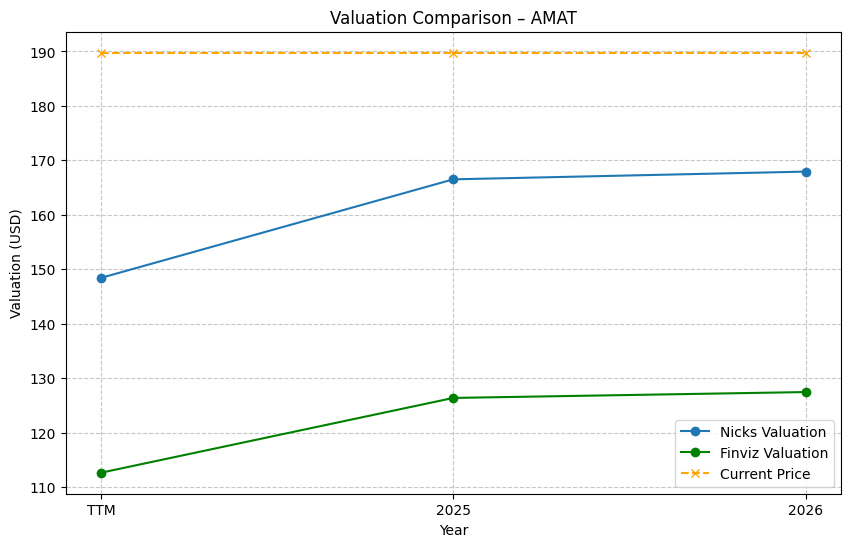 Valuation Comparison – AMAT
190
180
170
160
150
140
130
120
110
Valuation (USD)
TTM
2025
2026
Year
Nicks Valuation
Finviz Valuation
Current Price